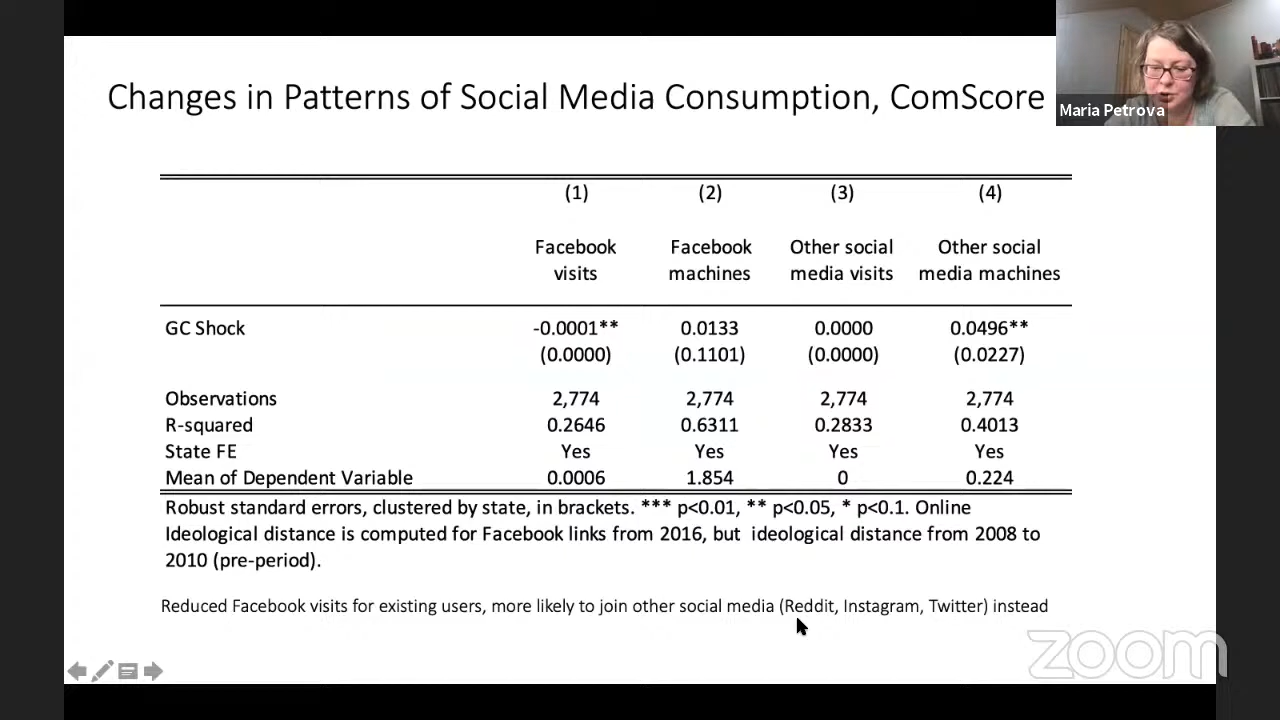 Changes in Patterns of Social Media Consumption, ComScore
Maria Petrova
(1) (2) (3) (4)
Facebook Facebook Other social Other social
visits machines media visits media machines
GC Shock -0.0001** 0.0133 0.0000 0.0496**
(0.0000) (0.1101) (0.0000) (0.0227)
Observations 2,774 2,774 2,774 2,774
R-squared 0.2646 0.6311 0.2833 0.4013
State FE Yes Yes Yes Yes
Mean of Dependent Variable 0.0006 1.854 0 0.224
Robust standard errors, clustered by state, in brackets. *** p<0.01, ** p<0.05, * p<0.1. Online
Ideological distance is computed for Facebook links from 2016, but ideological distance from 2008 to
2010 (pre-period).
Reduced Facebook visits for existing users, more likely to join other social media (Reddit, Instagram, Twitter) instead
zoom